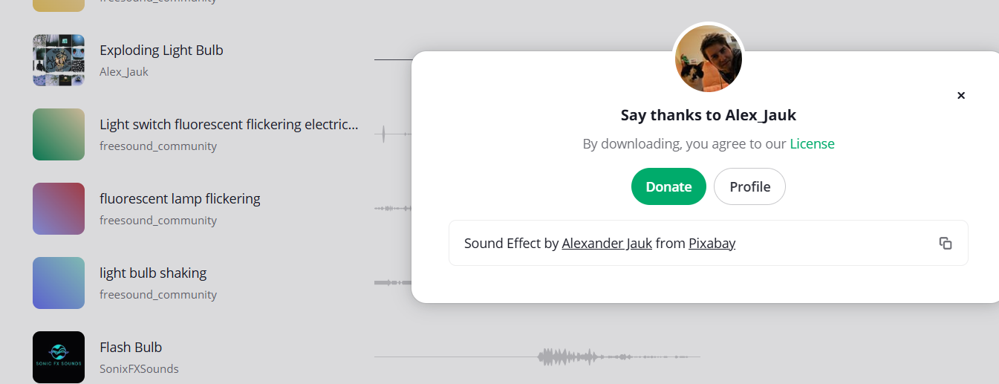 freesound_community
Exploding Light Bulb
Alex_Jauk
Light switch fluorescent flickering electric...
freesound_community
fluorescent lamp flickering
freesound_community
light bulb shaking
freesound_community
Flash Bulb
SonixFXSounds
SONIC FX SOUNDS
Say thanks to Alex_Jauk
By downloading, you agree to our License
Donate
Profile
Sound Effect by Alexander Jauk from Pixabay